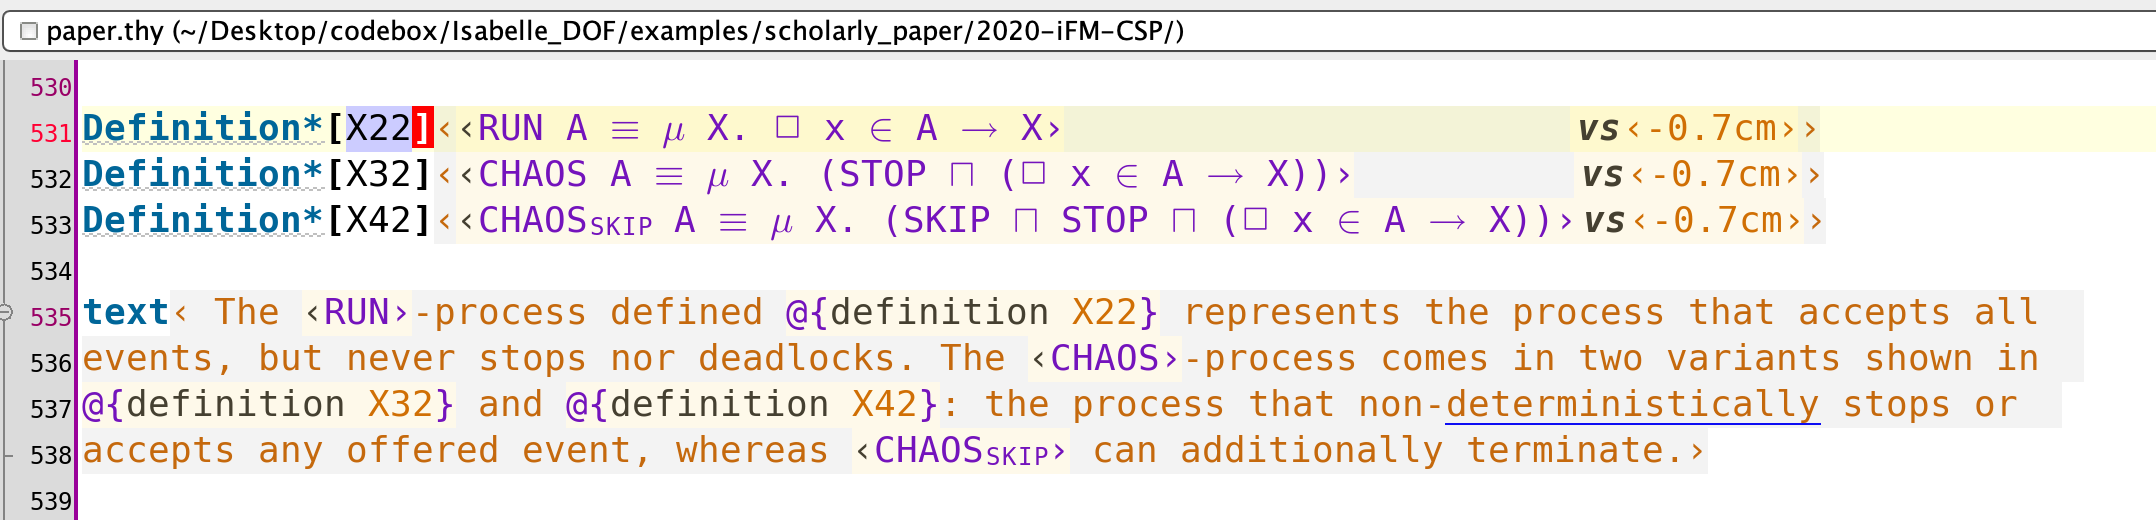 paper.thy (~/Desktop/codebox/Isabelle_DOF/examples/scholarly_paper/2020-iFM-CSP/)
530
531 Definition*[X22]‹‹RUN A ≡ μ X. □ x ∈ A → X› vs‹-0.7cm››
532 Definition*[X32]‹‹CHAOS A ≡ μ X. (STOP ⊓ (□ x ∈ A → X))› vs‹-0.7cm››
533 Definition*[X42]‹‹CHAOSSKIP A ≡ μ X. (SKIP ⊓ STOP ⊓ (□ x ∈ A → X))› vs‹-0.7cm››
534
535 text‹ The ‹RUN›-process defined @{definition X22} represents the process that accepts all
536 events, but never stops nor deadlocks. The ‹CHAOS›-process comes in two variants shown in
537 @{definition X32} and @{definition X42}: the process that non-deterministically stops or
538 accepts any offered event, whereas ‹CHAOSSKIP› can additionally terminate.›
539